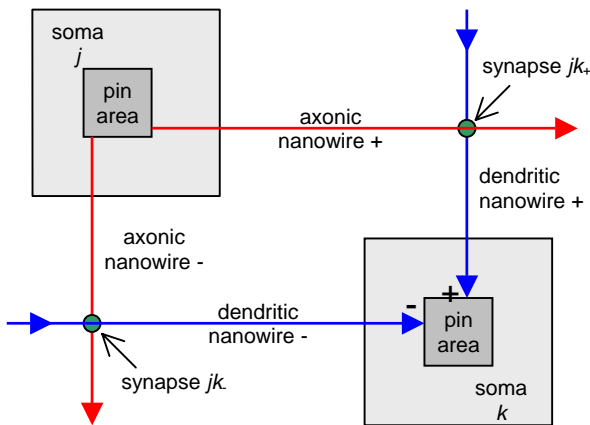 soma
j
pin
area
synapse jk+
axonic
nanowire +
dendritic
nanowire +
axonic
nanowire -
+
-
dendritic
nanowire -
pin
area
synapse jk-
soma
k